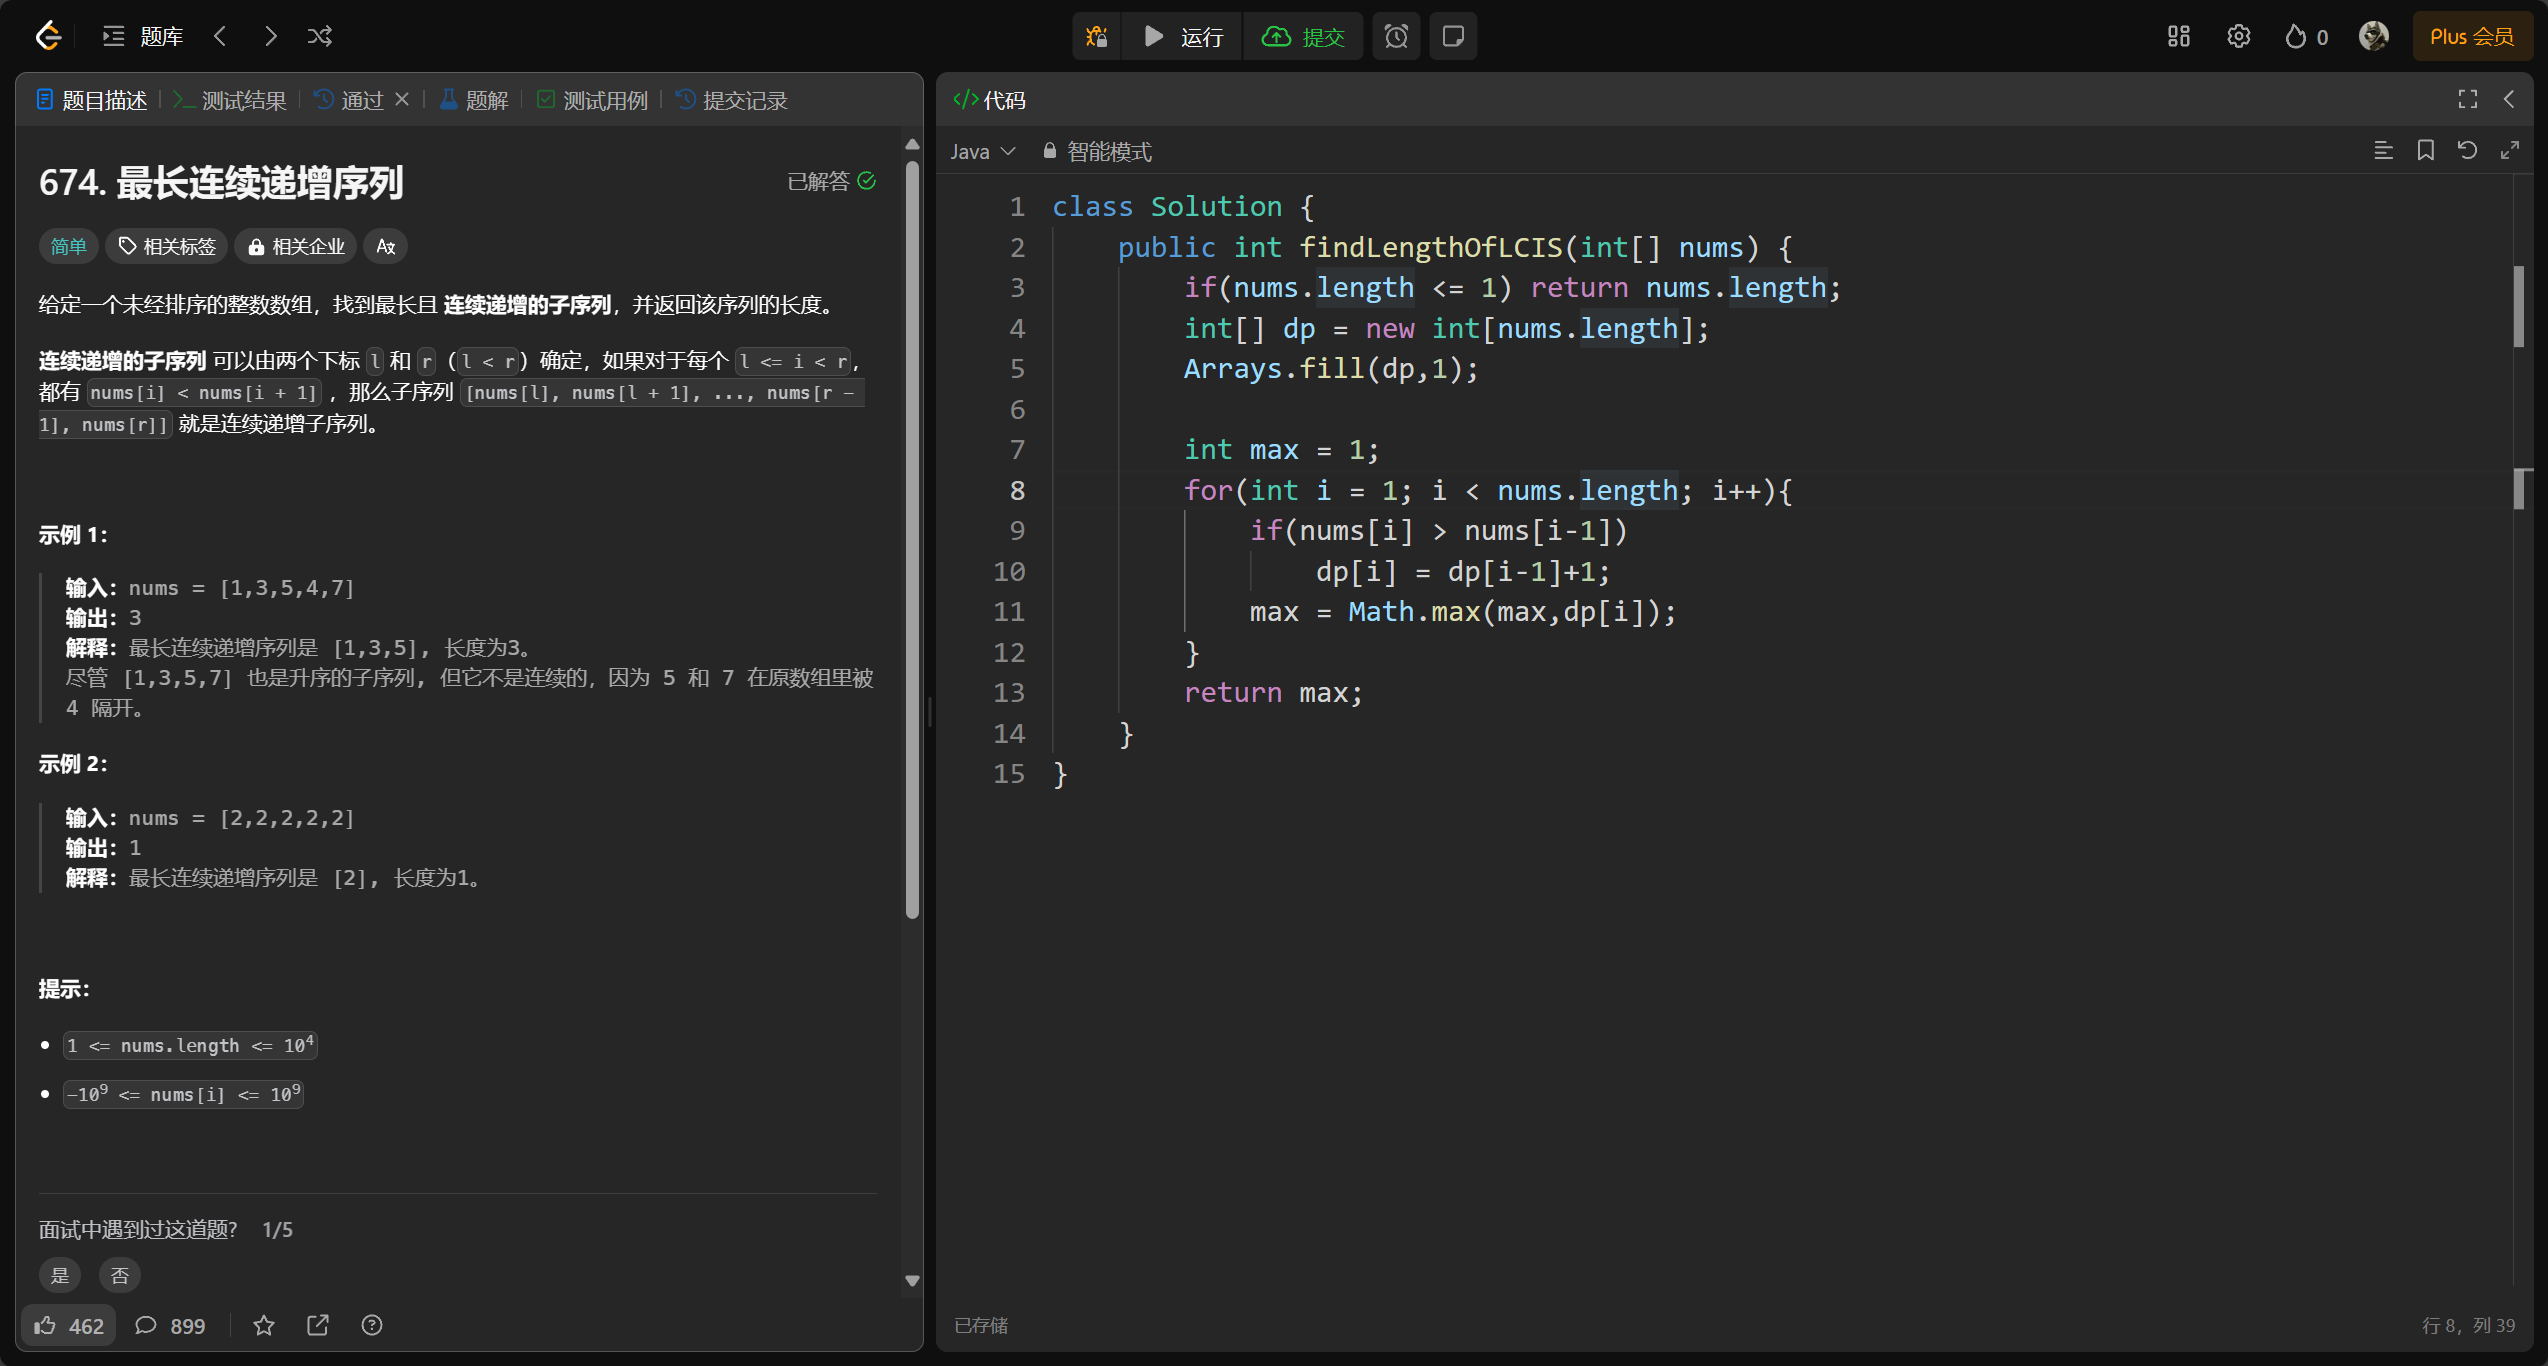 题库
运行
提交
0
Plus 会员
题目描述
测试结果
通过
题解
测试用例
提交记录
674. 最长连续递增序列
已解答
简单
相关标签
相关企业
给定一个未经排序的整数数组，找到最长且 连续递增的子序列，并返回该序列的长度。
连续递增的子序列 可以由两个下标 l 和 r（l < r）确定，如果对于每个 l <= i < r，
都有 nums[i] < nums[i + 1] ，那么子序列 [nums[l], nums[l + 1], ..., nums[r -
1], nums[r]] 就是连续递增子序列。
示例 1：
输入：nums = [1,3,5,4,7]
输出：3
解释：最长连续递增序列是 [1,3,5], 长度为3。
尽管 [1,3,5,7] 也是升序的子序列, 但它不是连续的，因为 5 和 7 在原数组里被
4 隔开。
示例 2：
输入：nums = [2,2,2,2,2]
输出：1
解释：最长连续递增序列是 [2], 长度为1。
提示：
1 <= nums.length <= 10⁴
-10⁹ <= nums[i] <= 10⁹
面试中遇到过这道题? 1/5
是
否
462
899
</> 代码
Java
智能模式
1 class Solution {
2 public int findLengthOfLCIS(int[] nums) {
3 if(nums.length <= 1) return nums.length;
4 int[] dp = new int[nums.length];
5 Arrays.fill(dp,1);
6
7 int max = 1;
8 for(int i = 1; i < nums.length; i++){
9 if(nums[i] > nums[i-1])
10 dp[i] = dp[i-1]+1;
11 max = Math.max(max,dp[i]);
12 }
13 return max;
14 }
15 }
已存储
行 8，列 39